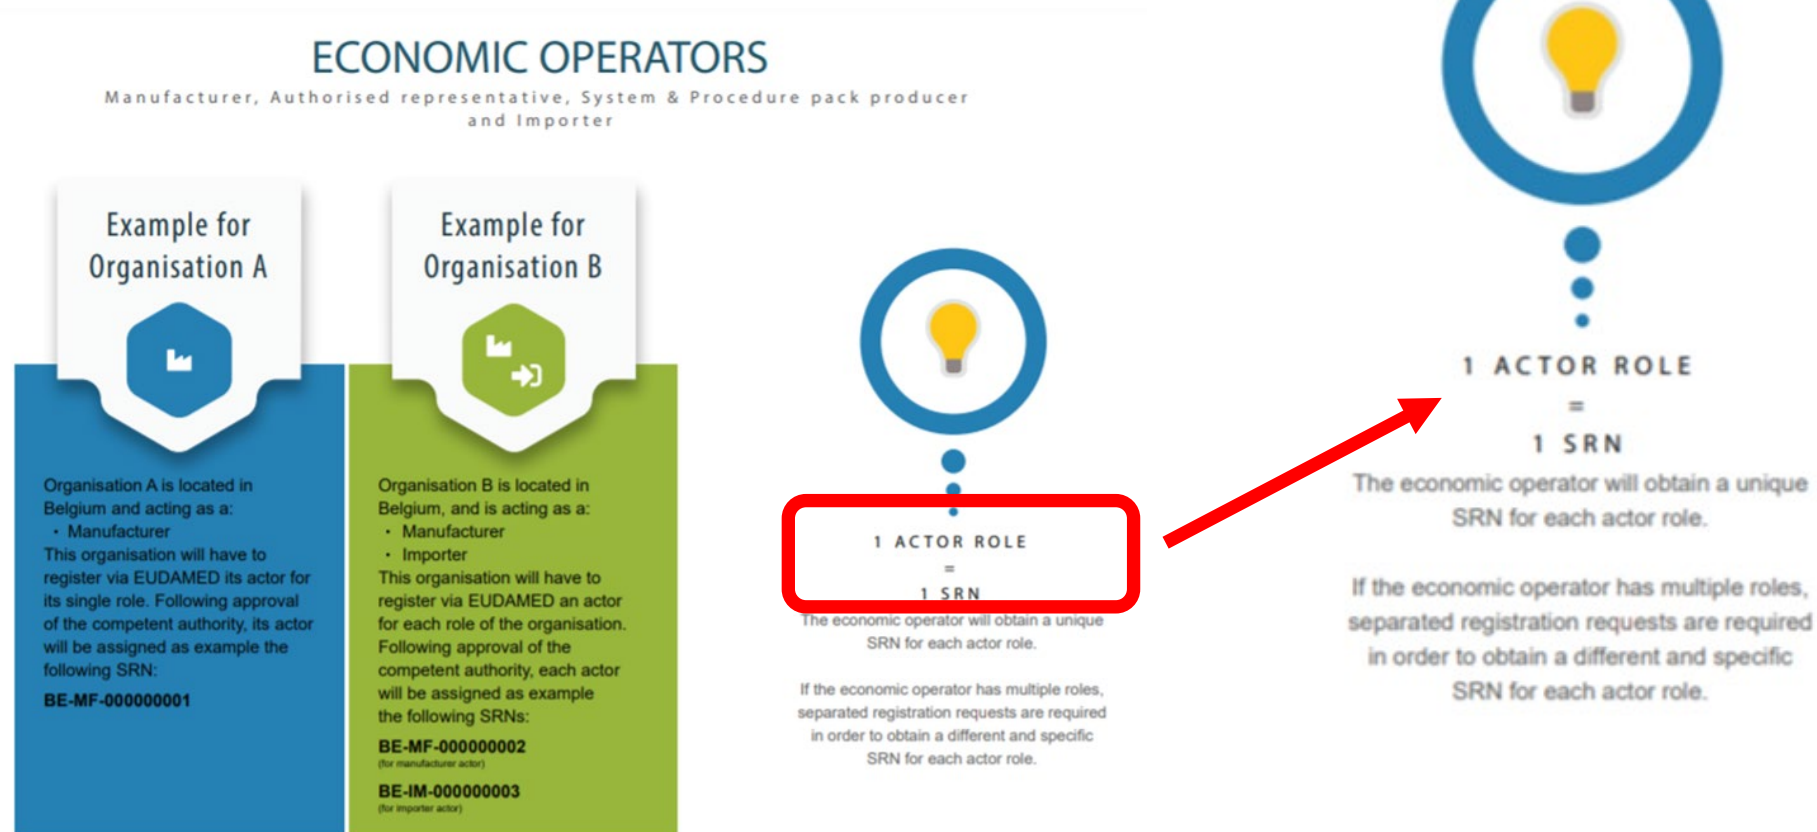 ECONOMIC OPERATORS
Manufacturer, Authorised representative, System & Procedure pack producer
and Importer
Example for
Organisation A
Organisation A is located in
Belgium and acting as a:
• Manufacturer
This organisation will have to
register via EUDAMED its actor for
its single role. Following approval
of the competent authority, its actor
will be assigned as example the
following SRN:
BE-MF-000000001
Example for
Organisation B
Organisation B is located in
Belgium, and is acting as a:
• Manufacturer
• Importer
This organisation will have to
register via EUDAMED an actor
for each role of the organisation.
Following approval of the
competent authority, each actor
will be assigned as example
the following SRNs:
BE-MF-000000002
(for manufacturer actor)
BE-IM-000000003
(for importer actor)
1 ACTOR ROLE
=
1 SRN
The economic operator will obtain a unique
SRN for each actor role.
If the economic operator has multiple roles,
separated registration requests are required
in order to obtain a different and specific
SRN for each actor role.
1 ACTOR ROLE
=
1 SRN
The economic operator will obtain a unique
SRN for each actor role.
If the economic operator has multiple roles,
separated registration requests are required
in order to obtain a different and specific
SRN for each actor role.